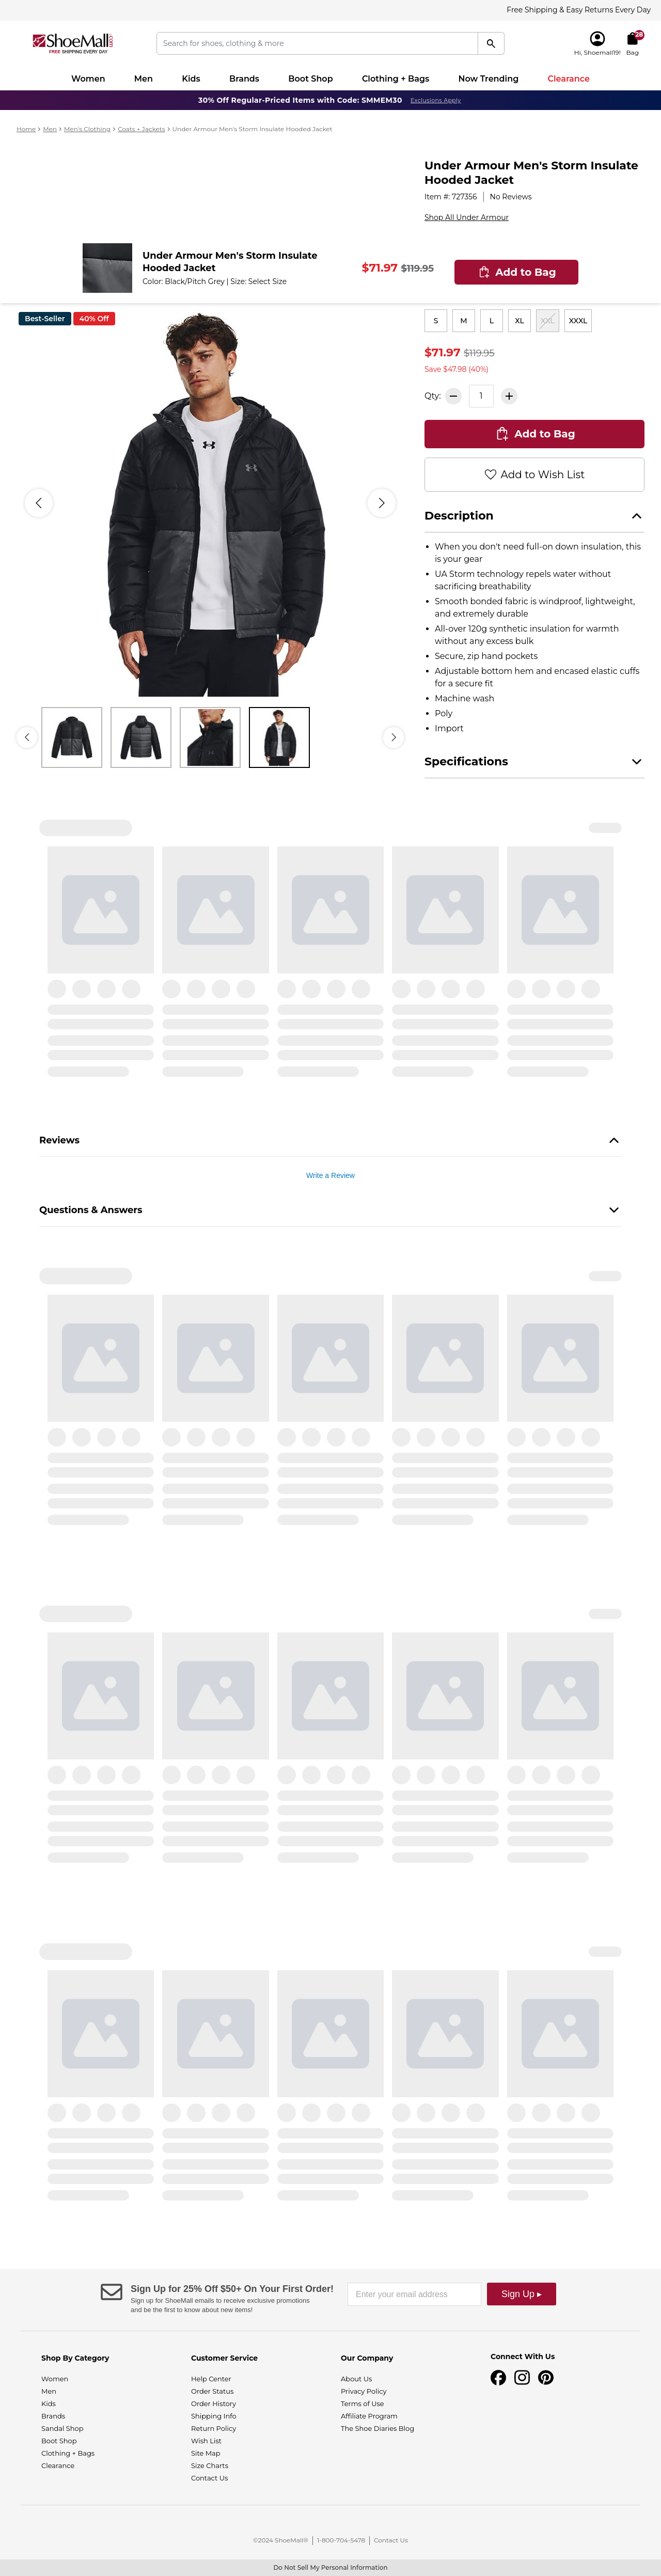 Free Shipping & Easy Returns Every Day
ShoeMall.com
FREE SHIPPING EVERY DAY
Search for shoes, clothing & more
28
Hi, Shoemall19!
Bag
Women
Men
Kids
Brands
Boot Shop
Clothing + Bags
Now Trending
Clearance
30% Off Regular-Priced Items with Code: SMMEM30
Exclusions Apply
Home > Men > Men's Clothing > Coats + Jackets > Under Armour Men's Storm Insulate Hooded Jacket
Under Armour Men's Storm Insulate
Hooded Jacket
Item #: 727356 | No Reviews
Shop All Under Armour
Under Armour Men's Storm Insulate
Hooded Jacket
Color: Black/Pitch Grey | Size: Select Size
$71.97 $119.95
Add to Bag
Best-Seller
40% Off
S
M
L
XL
XXL
XXXL
$71.97 $119.95
Save $47.98 (40%)
Qty:
1
Add to Bag
Add to Wish List
Description
• When you don't need full-on down insulation, this
is your gear
• UA Storm technology repels water without
sacrificing breathability
• Smooth bonded fabric is windproof, lightweight,
and extremely durable
• All-over 120g synthetic insulation for warmth
without any excess bulk
• Secure, zip hand pockets
• Adjustable bottom hem and encased elastic cuffs
for a secure fit
• Machine wash
• Poly
• Import
Specifications
Reviews
Write a Review
Questions & Answers
Sign Up for 25% Off $50+ On Your First Order!
Sign up for ShoeMall emails to receive exclusive promotions
and be the first to know about new items!
Enter your email address
Sign Up ▸
Shop By Category
Women
Men
Kids
Brands
Sandal Shop
Boot Shop
Clothing + Bags
Clearance
Customer Service
Help Center
Order Status
Order History
Shipping Info
Return Policy
Wish List
Site Map
Size Charts
Contact Us
Our Company
About Us
Privacy Policy
Terms of Use
Affiliate Program
The Shoe Diaries Blog
Connect With Us
©2024 ShoeMall® | 1-800-704-5478 | Contact Us
Do Not Sell My Personal Information